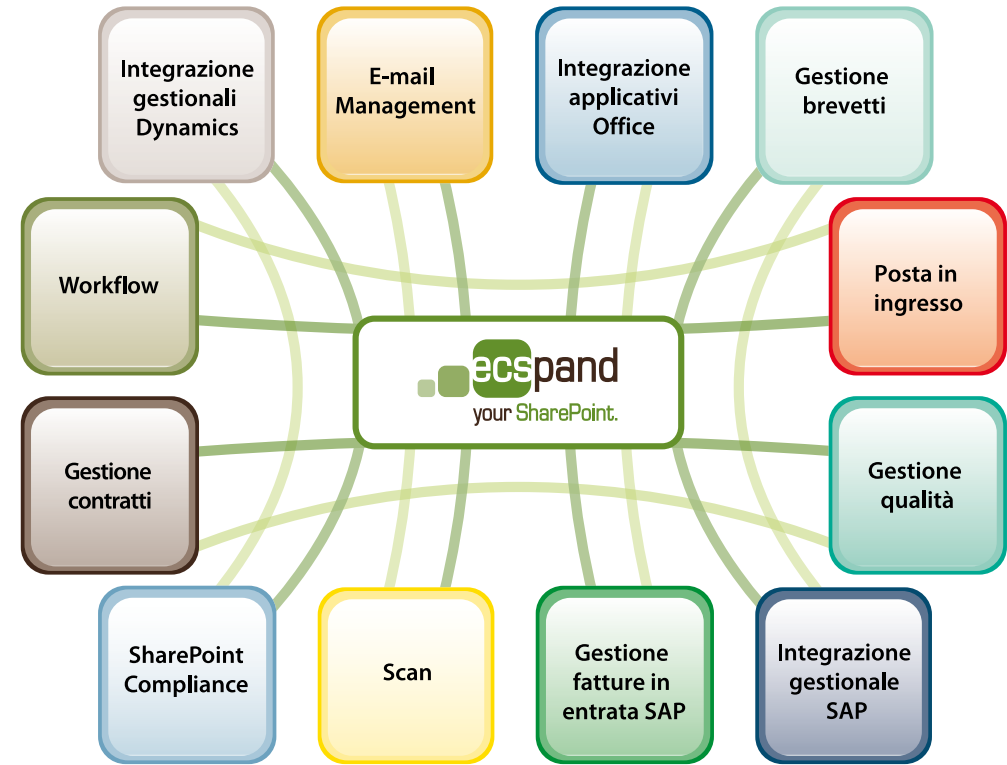 Integrazione
gestionali
Dynamics
E-mail
Management
Integrazione
applicativi
Office
Gestione
brevetti
Workflow
Posta in
ingresso
ecspand
your SharePoint.
Gestione
contratti
Gestione
qualità
SharePoint
Compliance
Scan
Gestione
fatture in
entrata SAP
Integrazione
gestionale
SAP